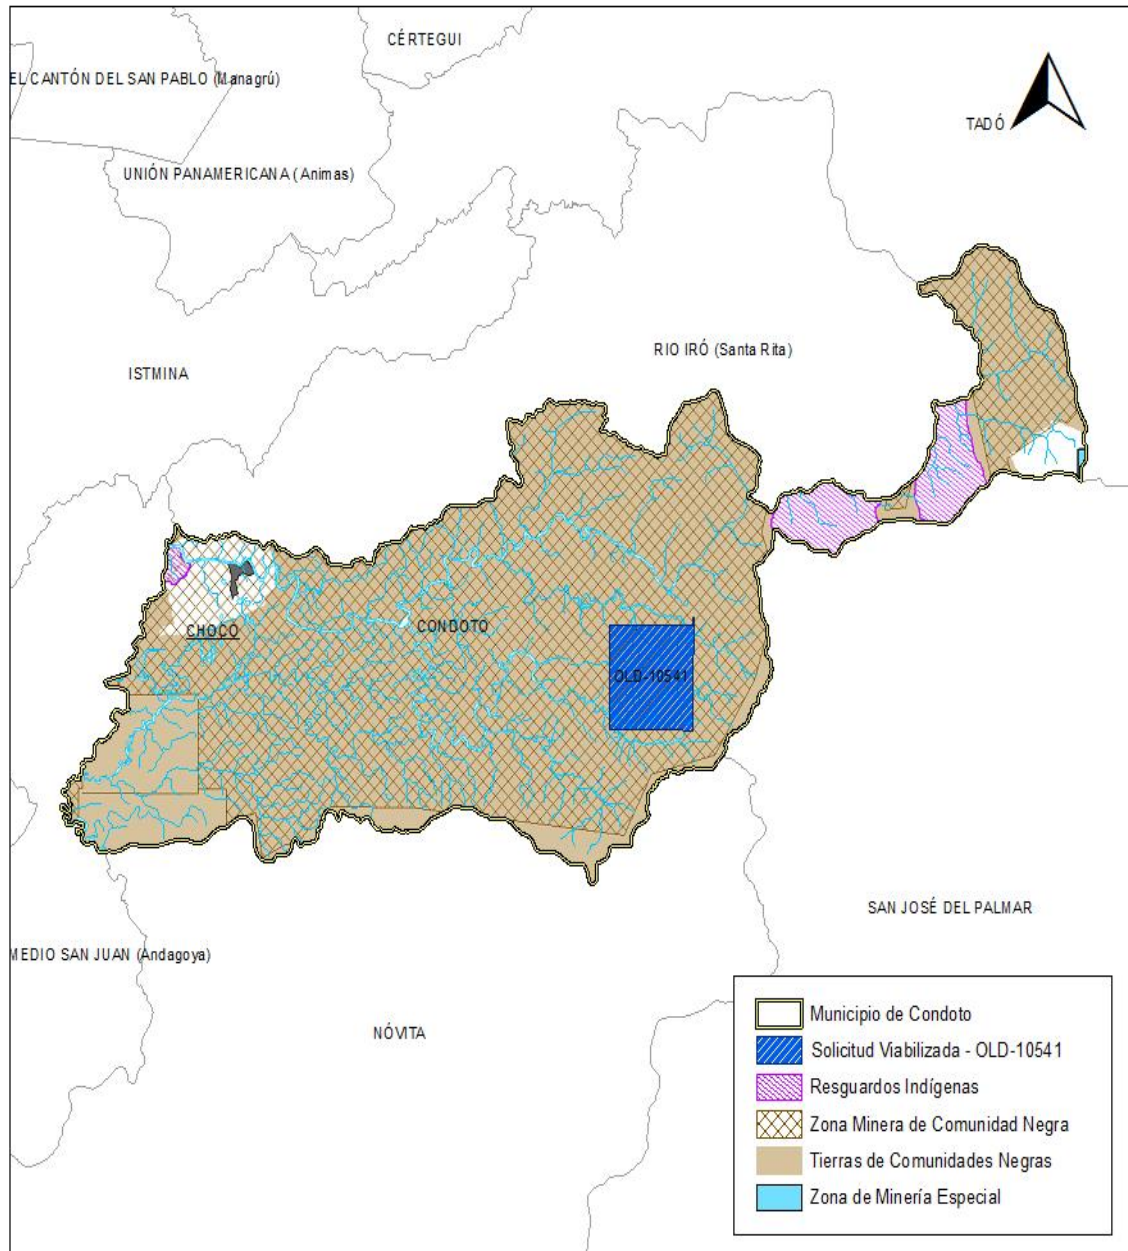 CÉRTEGUI
EL CANTÓN DEL SAN PABLO (Managrú)
TADÓ
UNIÓN PANAMERICANA (Animas)
RIO IRÓ (Santa Rita)
ISTMINA
CHOCO
CONDOTO
OLD-10541
SAN JOSÉ DEL PALMAR
MEDIO SAN JUAN (Andagoya)
NÓVITA
Municipio de Condoto
Solicitud Viabilizada - OLD-10541
Resguardos Indígenas
Zona Minera de Comunidad Negra
Tierras de Comunidades Negras
Zona de Minería Especial